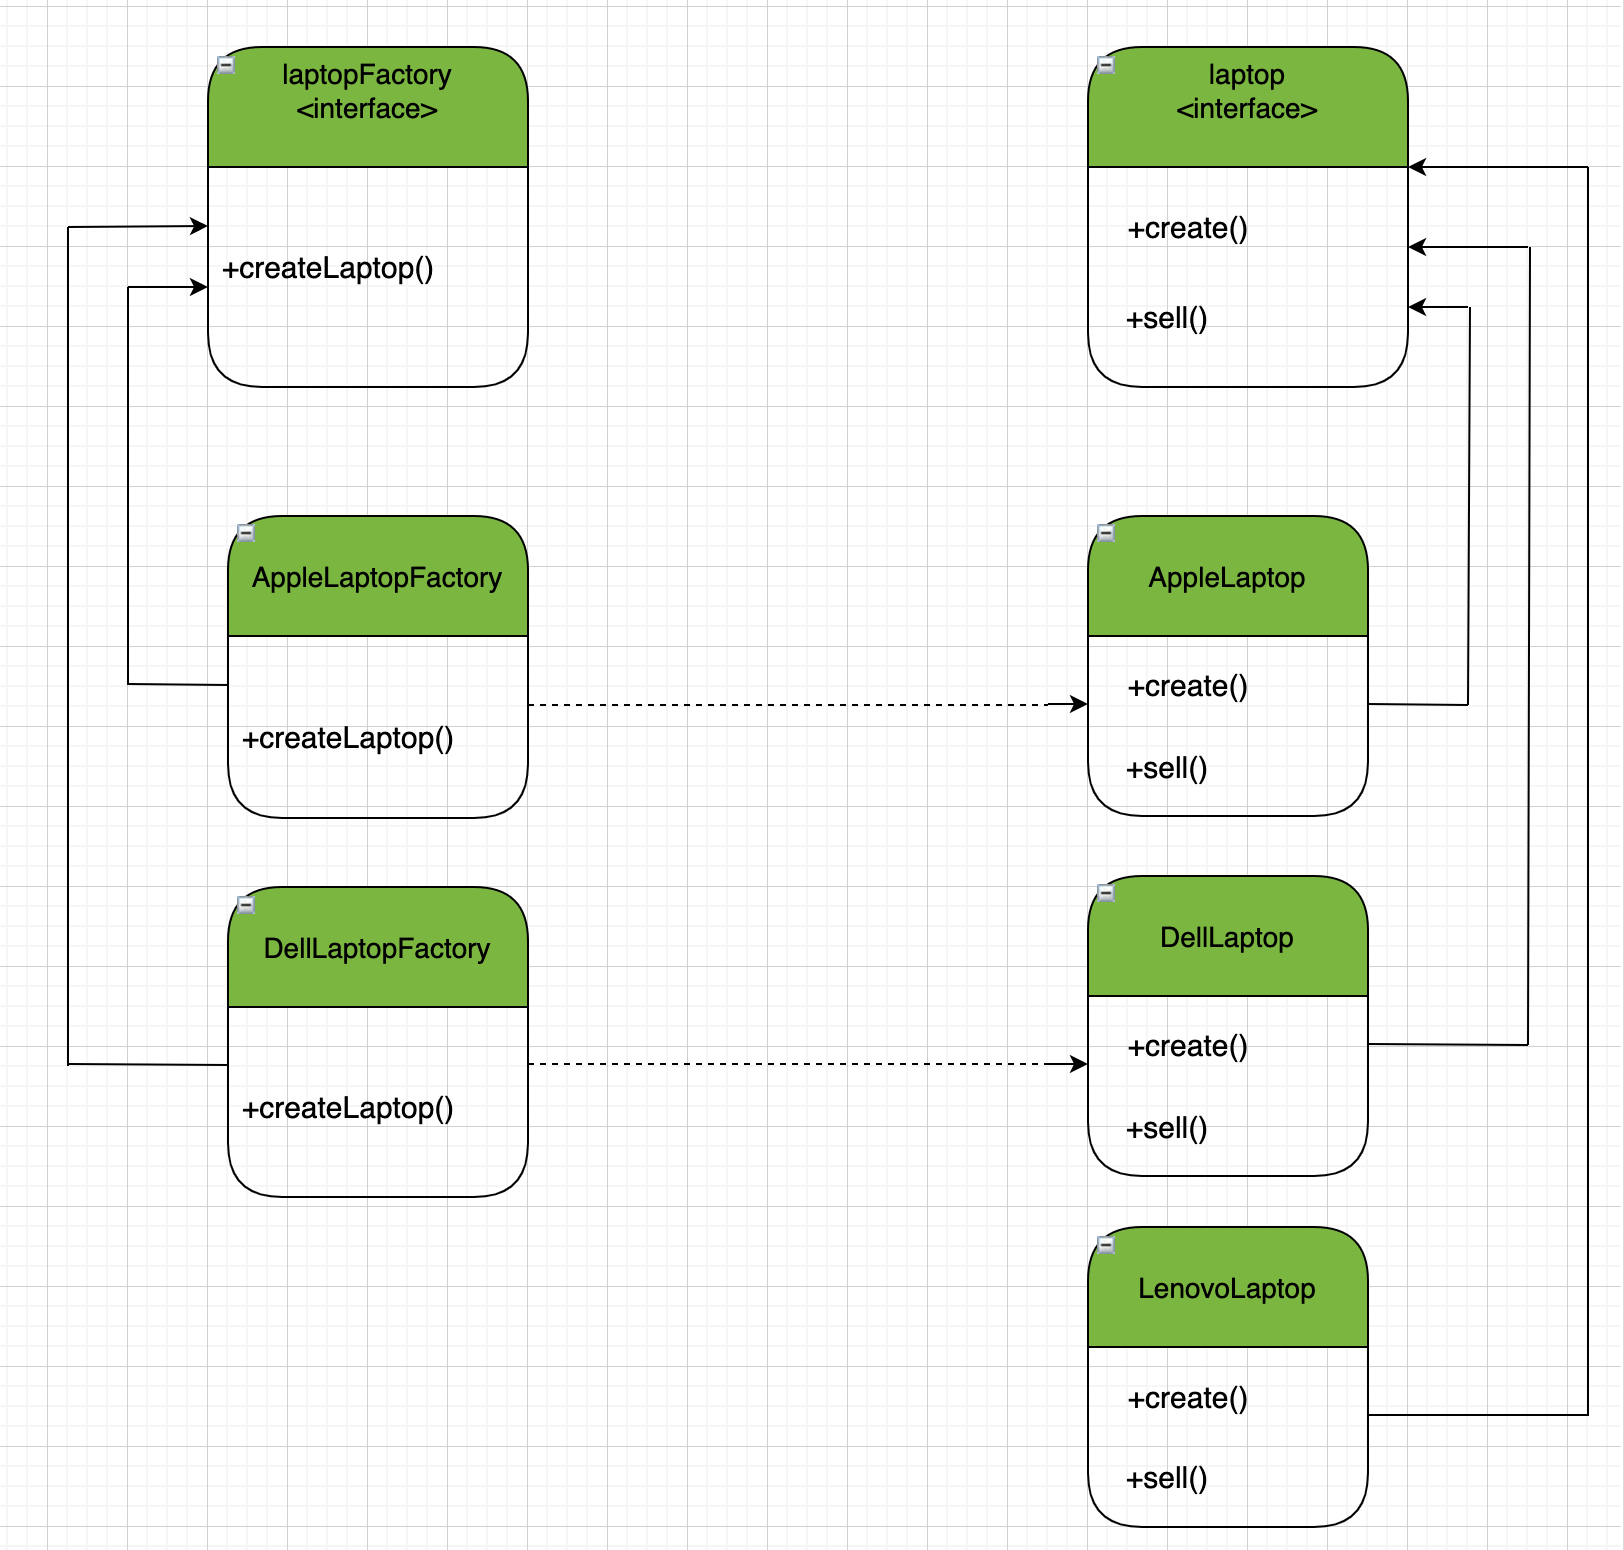 laptopFactory
<interface>
+createLaptop()
laptop
<interface>
+create()
+sell()
AppleLaptopFactory
+createLaptop()
AppleLaptop
+create()
+sell()
DellLaptopFactory
+createLaptop()
DellLaptop
+create()
+sell()
LenovoLaptop
+create()
+sell()